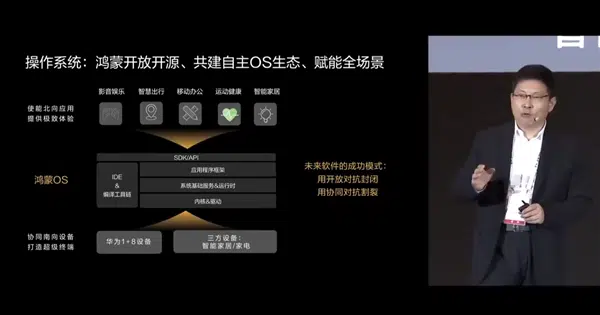 操作系统：鸿蒙开放开源、共建自主OS生态、赋能全场景
影音娱乐
智慧出行
移动办公
运动健康
智能家居
使能北向应用
提供极致体验
鸿蒙OS
SDK/API
IDE
&
编译工具链
应用程序框架
系统基础服务&运行时
内核&驱动
未来软件的成功模式：
用开放对抗封闭
用协同对抗割裂
协同南向设备
打造超级终端
华为1+8设备
三方设备：
智能家居/家电